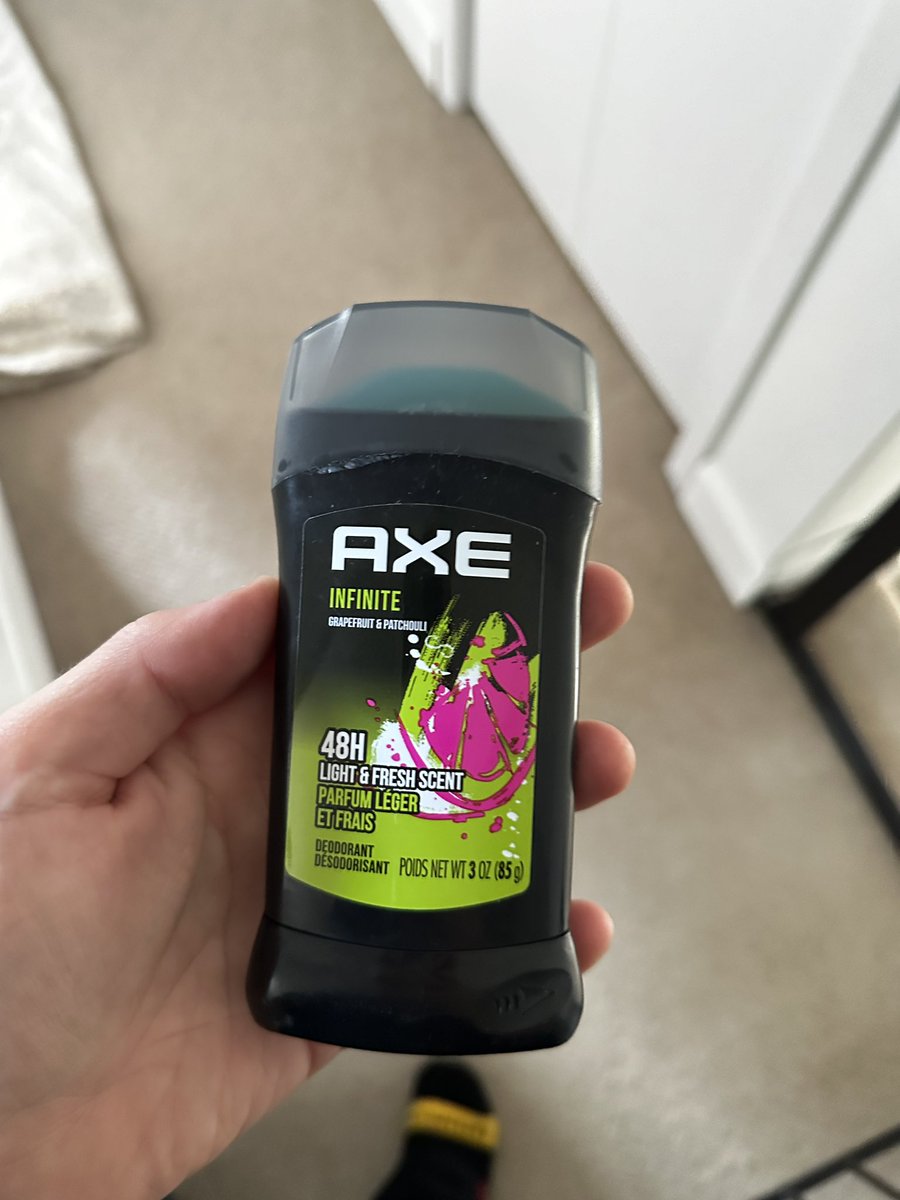 AXE
INFINITE
GRAPEFRUIT & PATCHOULI
48H
LIGHT & FRESH SCENT
PARFUM LÉGER
ET FRAIS
DEODORANT
DÉSODORISANT POIDS NET WT 3 OZ (85 g)